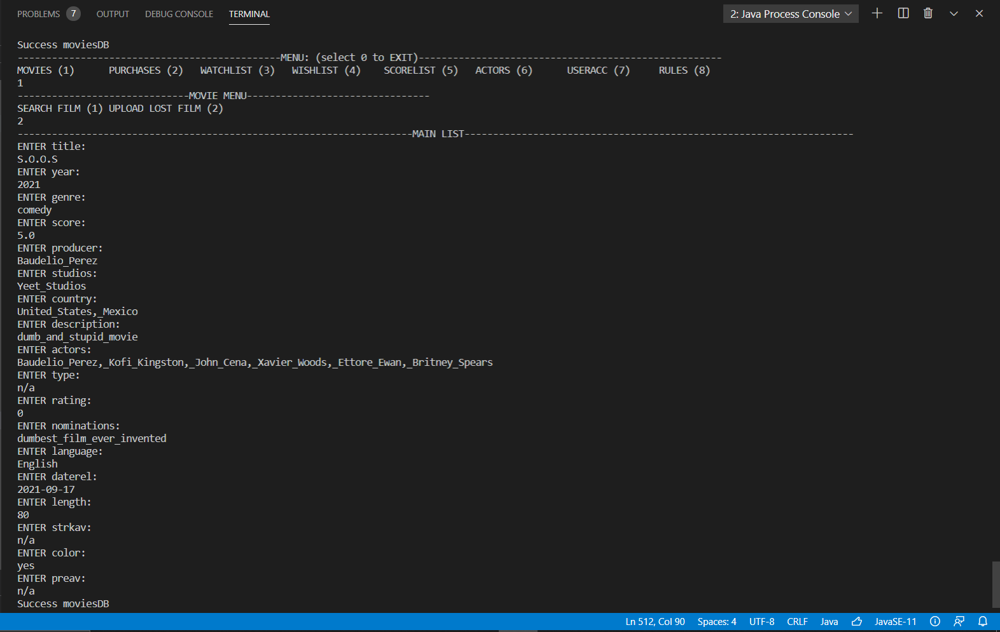 PROBLEMS 7 OUTPUT DEBUG CONSOLE TERMINAL 2: Java Process Console
Success moviesDB
----------------------------------------------MENU: (select 0 to EXIT)-----------------------------------------------------
MOVIES (1) PURCHASES (2) WATCHLIST (3) WISHLIST (4) SCORELIST (5) ACTORS (6) USERACC (7) RULES (8)
1
------------------------------MOVIE MENU--------------------------------
SEARCH FILM (1) UPLOAD LOST FILM (2)
2
---------------------------------------------------------------------MAIN LIST--------------------------------------------------------------------
ENTER title:
S.O.O.S
ENTER year:
2021
ENTER genre:
comedy
ENTER score:
5.0
ENTER producer:
Baudelio_Perez
ENTER studios:
Yeet_Studios
ENTER country:
United_States,_Mexico
ENTER description:
dumb_and_stupid_movie
ENTER actors:
Baudelio_Perez,_Kofi_Kingston,_John_Cena,_Xavier_Woods,_Ettore_Ewan,_Britney_Spears
ENTER type:
n/a
ENTER rating:
0
ENTER nominations:
dumbest_film_ever_invented
ENTER language:
English
ENTER daterel:
2021-09-17
ENTER length:
80
ENTER strkav:
n/a
ENTER color:
yes
ENTER preav:
n/a
Success moviesDB
Ln 512, Col 90 Spaces: 4 UTF-8 CRLF Java JavaSE-11